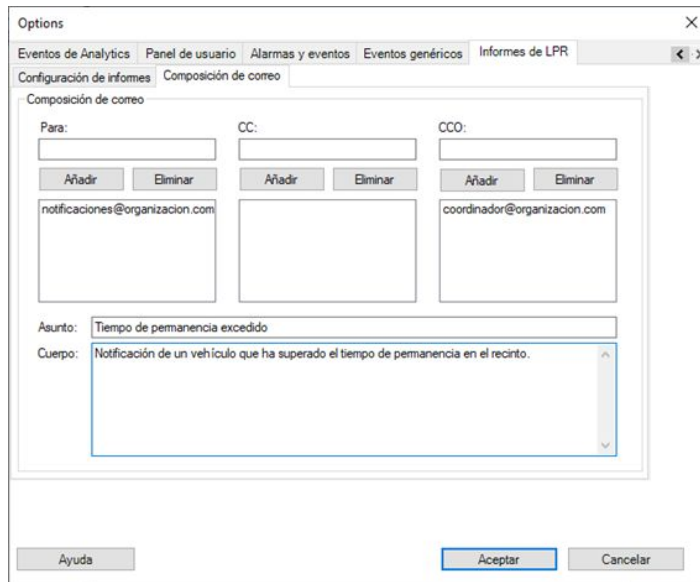 Options
Eventos de Analytics Panel de usuario Alarmas y eventos Eventos genéricos Informes de LPR
Configuración de informes Composición de correo
Composición de correo
Para: CC: CCO:
Añadir Eliminar Añadir Eliminar Añadir Eliminar
notificaciones@organizacion.com coordinador@organizacion.com
Asunto: Tiempo de permanencia excedido
Cuerpo: Notificación de un vehículo que ha superado el tiempo de permanencia en el recinto.
Ayuda Aceptar Cancelar